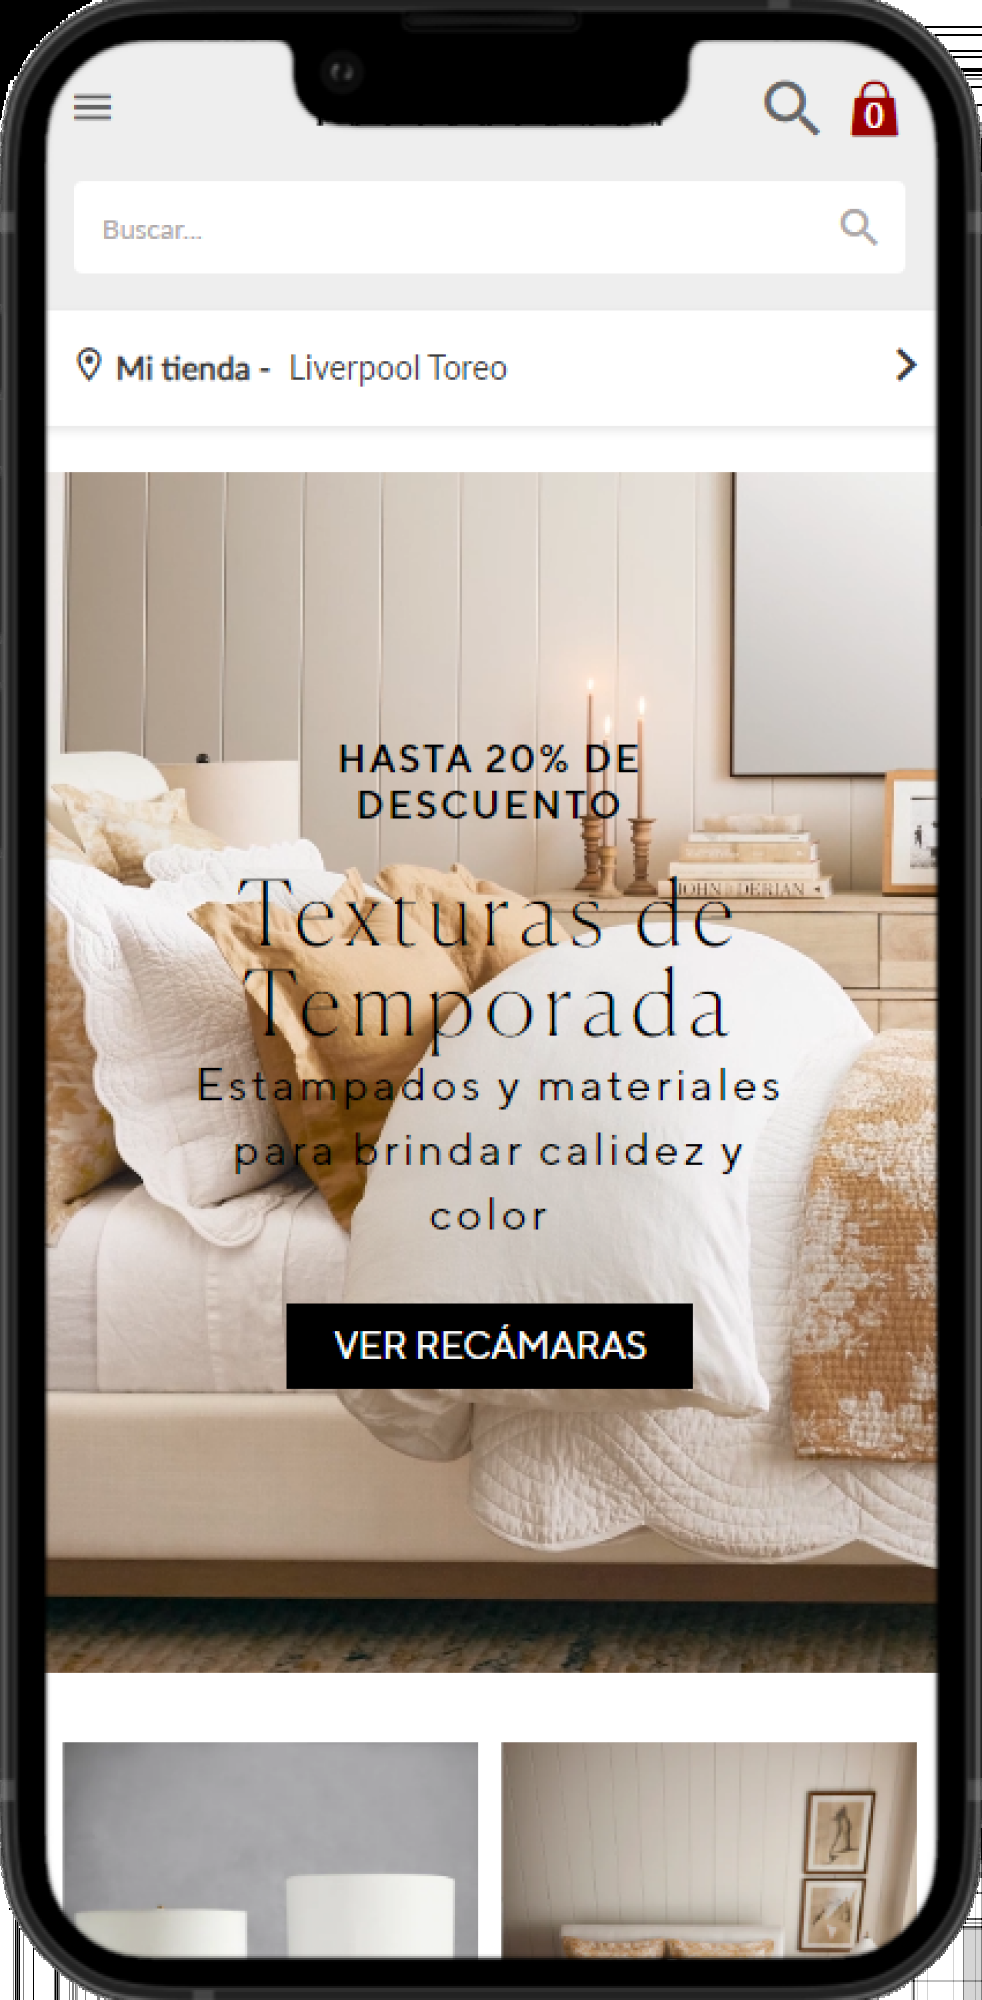 0
Buscar...
Mi tienda - Liverpool Toreo
HASTA 20% DE
DESCUENTO
JOHN DERIAN
Texturas de
Temporada
Estampados y materiales
para brindar calidez y
color
VER RECÁMARAS